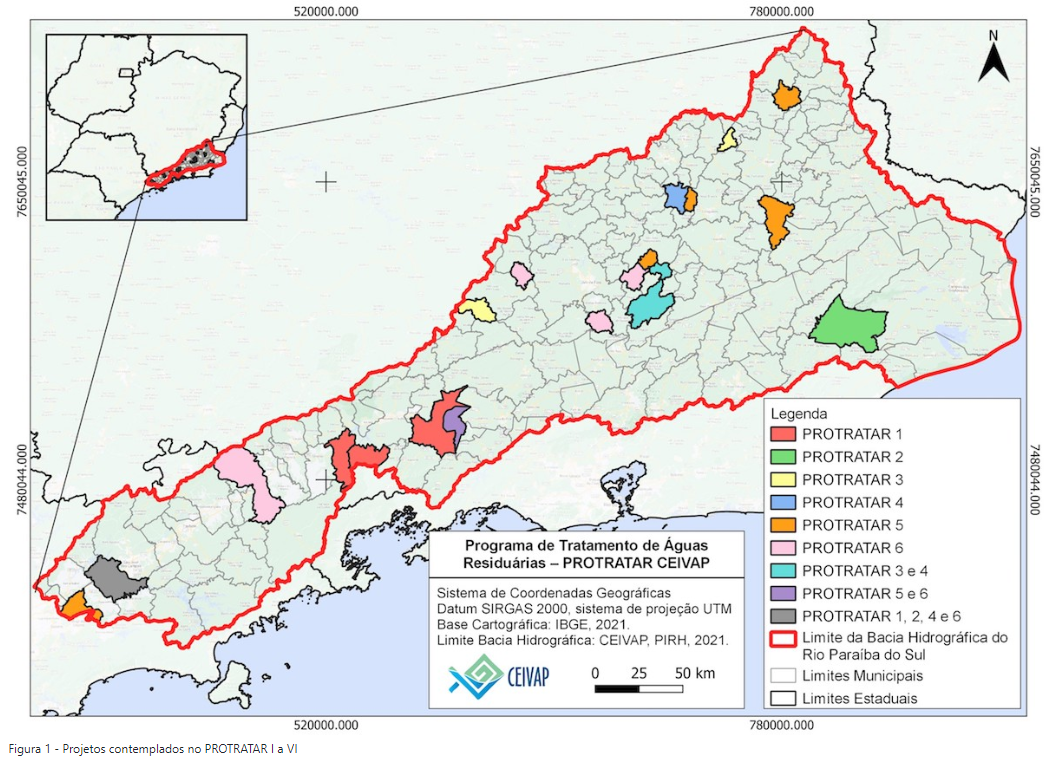 520000.000
780000.000
N
7650045.000
7650045.000
7480044.000
7480044.000
Legenda
PROTRATAR 1
PROTRATAR 2
PROTRATAR 3
PROTRATAR 4
PROTRATAR 5
PROTRATAR 6
PROTRATAR 3 e 4
PROTRATAR 5 e 6
PROTRATAR 1, 2, 4 e 6
Limite da Bacia Hidrográfica do
Rio Paraíba do Sul
Limites Municipais
Limites Estaduais
Programa de Tratamento de Águas
Residuárias – PROTRATAR CEIVAP
Sistema de Coordenadas Geográficas
Datum SIRGAS 2000, sistema de projeção UTM
Base Cartográfica: IBGE, 2021.
Limite Bacia Hidrográfica: CEIVAP, PIRH, 2021.
CEIVAP
0 25 50 km
520000.000
780000.000
Figura 1 - Projetos contemplados no PROTRATAR I a VI